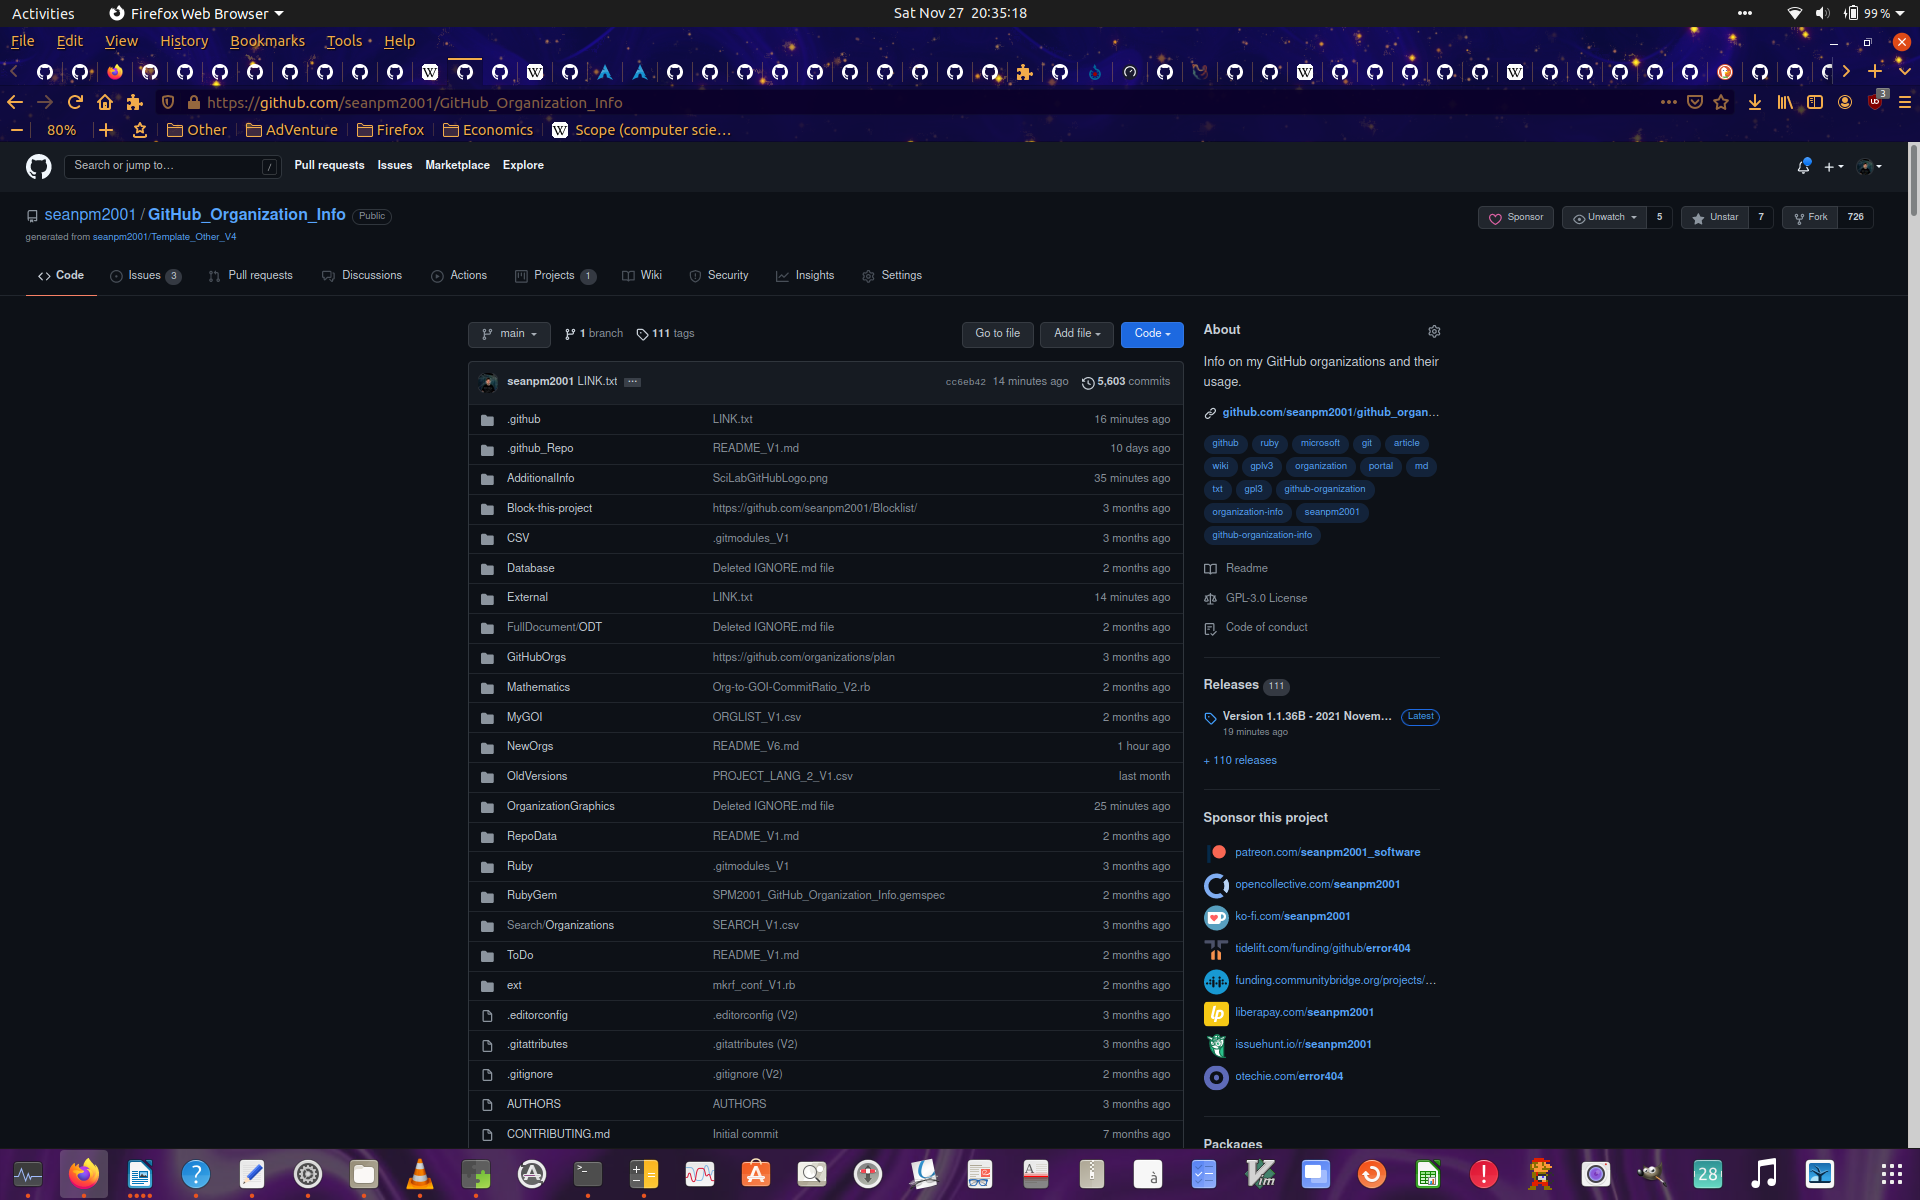 Activities Firefox Web Browser Sat Nov 27 20:35:18 99 %
File Edit View History Bookmarks Tools Help
https://github.com/seanpm2001/GitHub_Organization_Info 3
80% Other AdVenture Firefox Economics W Scope (computer scie…
Search or jump to… / Pull requests Issues Marketplace Explore
seanpm2001 / GitHub_Organization_Info Public
Sponsor Unwatch 5 Unstar 7 Fork 726
generated from seanpm2001/Template_Other_V4
Code Issues 3 Pull requests Discussions Actions Projects 1 Wiki Security Insights Settings
main 1 branch 111 tags Go to file Add file Code
seanpm2001 LINK.txt ... cc6eb42 14 minutes ago 5,603 commits
.github LINK.txt 16 minutes ago
.github_Repo README_V1.md 10 days ago
AdditionalInfo SciLabGitHubLogo.png 35 minutes ago
Block-this-project https://github.com/seanpm2001/Blocklist/ 3 months ago
CSV .gitmodules_V1 3 months ago
Database Deleted IGNORE.md file 2 months ago
External LINK.txt 14 minutes ago
FullDocument/ODT Deleted IGNORE.md file 2 months ago
GitHubOrgs https://github.com/organizations/plan 3 months ago
Mathematics Org-to-GOI-CommitRatio_V2.rb 2 months ago
MyGOI ORGLIST_V1.csv 2 months ago
NewOrgs README_V6.md 1 hour ago
OldVersions PROJECT_LANG_2_V1.csv last month
OrganizationGraphics Deleted IGNORE.md file 25 minutes ago
RepoData README_V1.md 2 months ago
Ruby .gitmodules_V1 3 months ago
RubyGem SPM2001_GitHub_Organization_Info.gemspec 2 months ago
Search/Organizations SEARCH_V1.csv 3 months ago
ToDo README_V1.md 2 months ago
ext mkrf_conf_V1.rb 2 months ago
.editorconfig .editorconfig (V2) 3 months ago
.gitattributes .gitattributes (V2) 3 months ago
.gitignore .gitignore (V2) 2 months ago
AUTHORS AUTHORS 3 months ago
CONTRIBUTING.md Initial commit 7 months ago
About
Info on my GitHub organizations and their
usage.
github.com/seanpm2001/github_organ…
github ruby microsoft git article
wiki gplv3 organization portal md
txt gpl3 github-organization
organization-info seanpm2001
github-organization-info
Readme
GPL-3.0 License
Code of conduct
Releases 111
Version 1.1.36B - 2021 Novem… Latest
19 minutes ago
+ 110 releases
Sponsor this project
patreon.com/seanpm2001_software
opencollective.com/seanpm2001
ko-fi.com/seanpm2001
tidelift.com/funding/github/error404
funding.communitybridge.org/projects/…
lp liberapay.com/seanpm2001
issuehunt.io/r/seanpm2001
otechie.com/error404
Packages
28